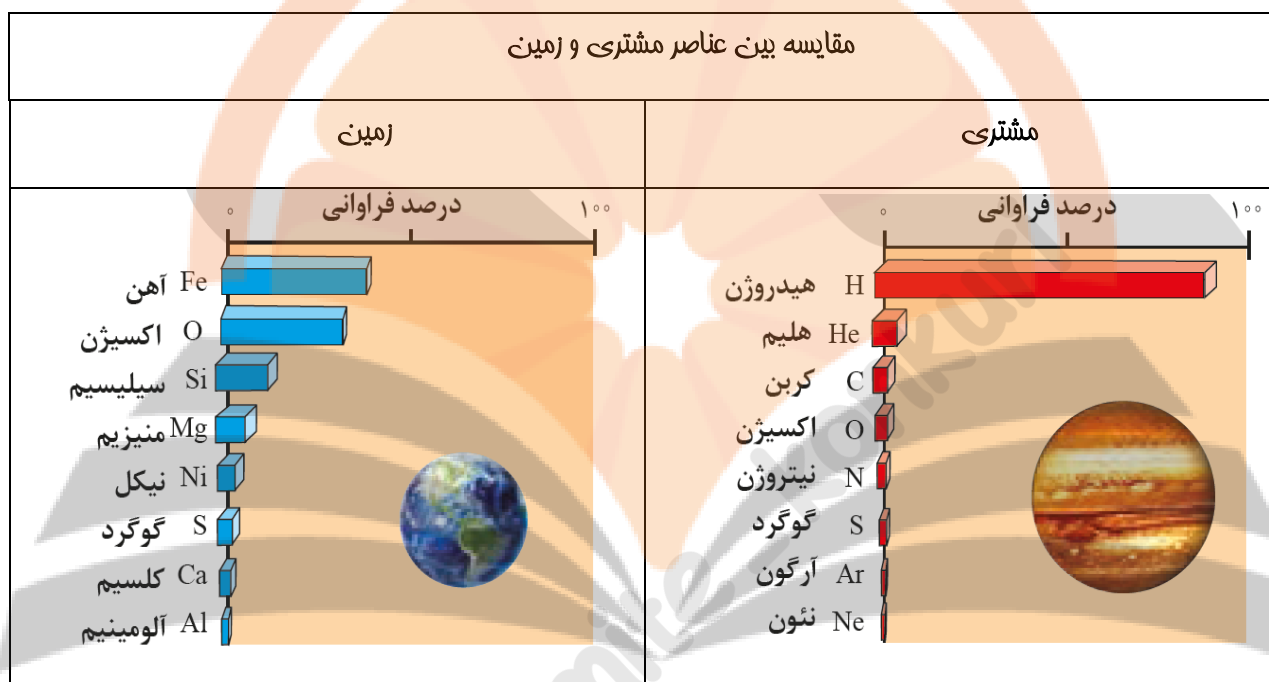 مقایسه بین عناصر مشتری و زمین
مشتری
درصد فراوانی
۰ ۱۰۰
هیدروژن H
هلیم He
کربن C
اکسیژن O
نیتروژن N
گوگرد S
آرگون Ar
نئون Ne
زمین
درصد فراوانی
۰ ۱۰۰
آهن Fe
اکسیژن O
سیلیسیم Si
منیزیم Mg
نیکل Ni
گوگرد S
کلسیم Ca
آلومینیم Al